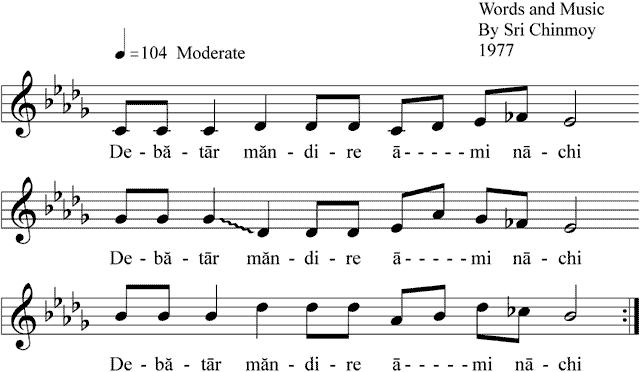 Words and Music
By Sri Chinmoy
1977
=104 Moderate
De - bă - tār măn - di - re ā - - - - - mi nā - chi
De - bă - tār măn - di - re ā - - - - - mi nā - chi
De - bă - tār măn - di - re ā - - - - - mi nā - chi